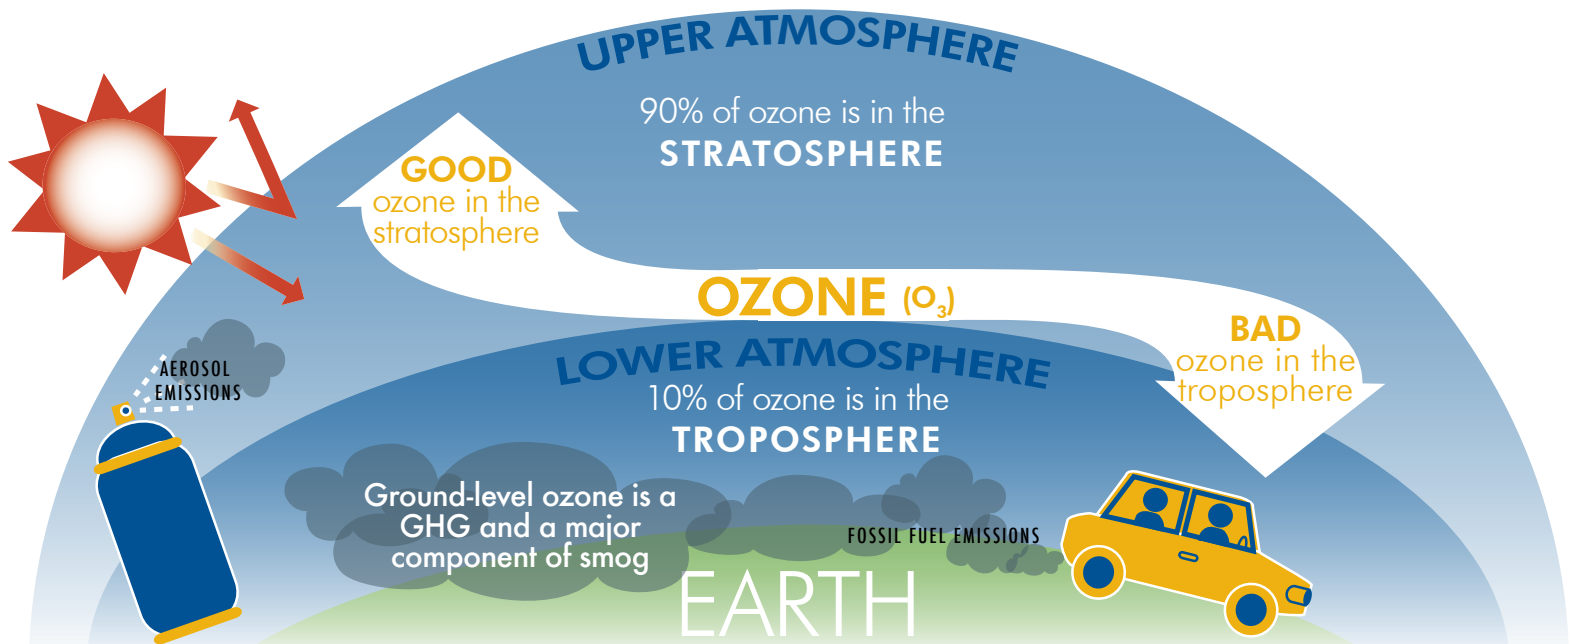 UPPER ATMOSPHERE
90% of ozone is in the
STRATOSPHERE
GOOD
ozone in the
stratosphere
OZONE (O₃)
BAD
ozone in the
troposphere
LOWER ATMOSPHERE
10% of ozone is in the
TROPOSPHERE
AEROSOL
EMISSIONS
Ground-level ozone is a
GHG and a major
component of smog
FOSSIL FUEL EMISSIONS
EARTH